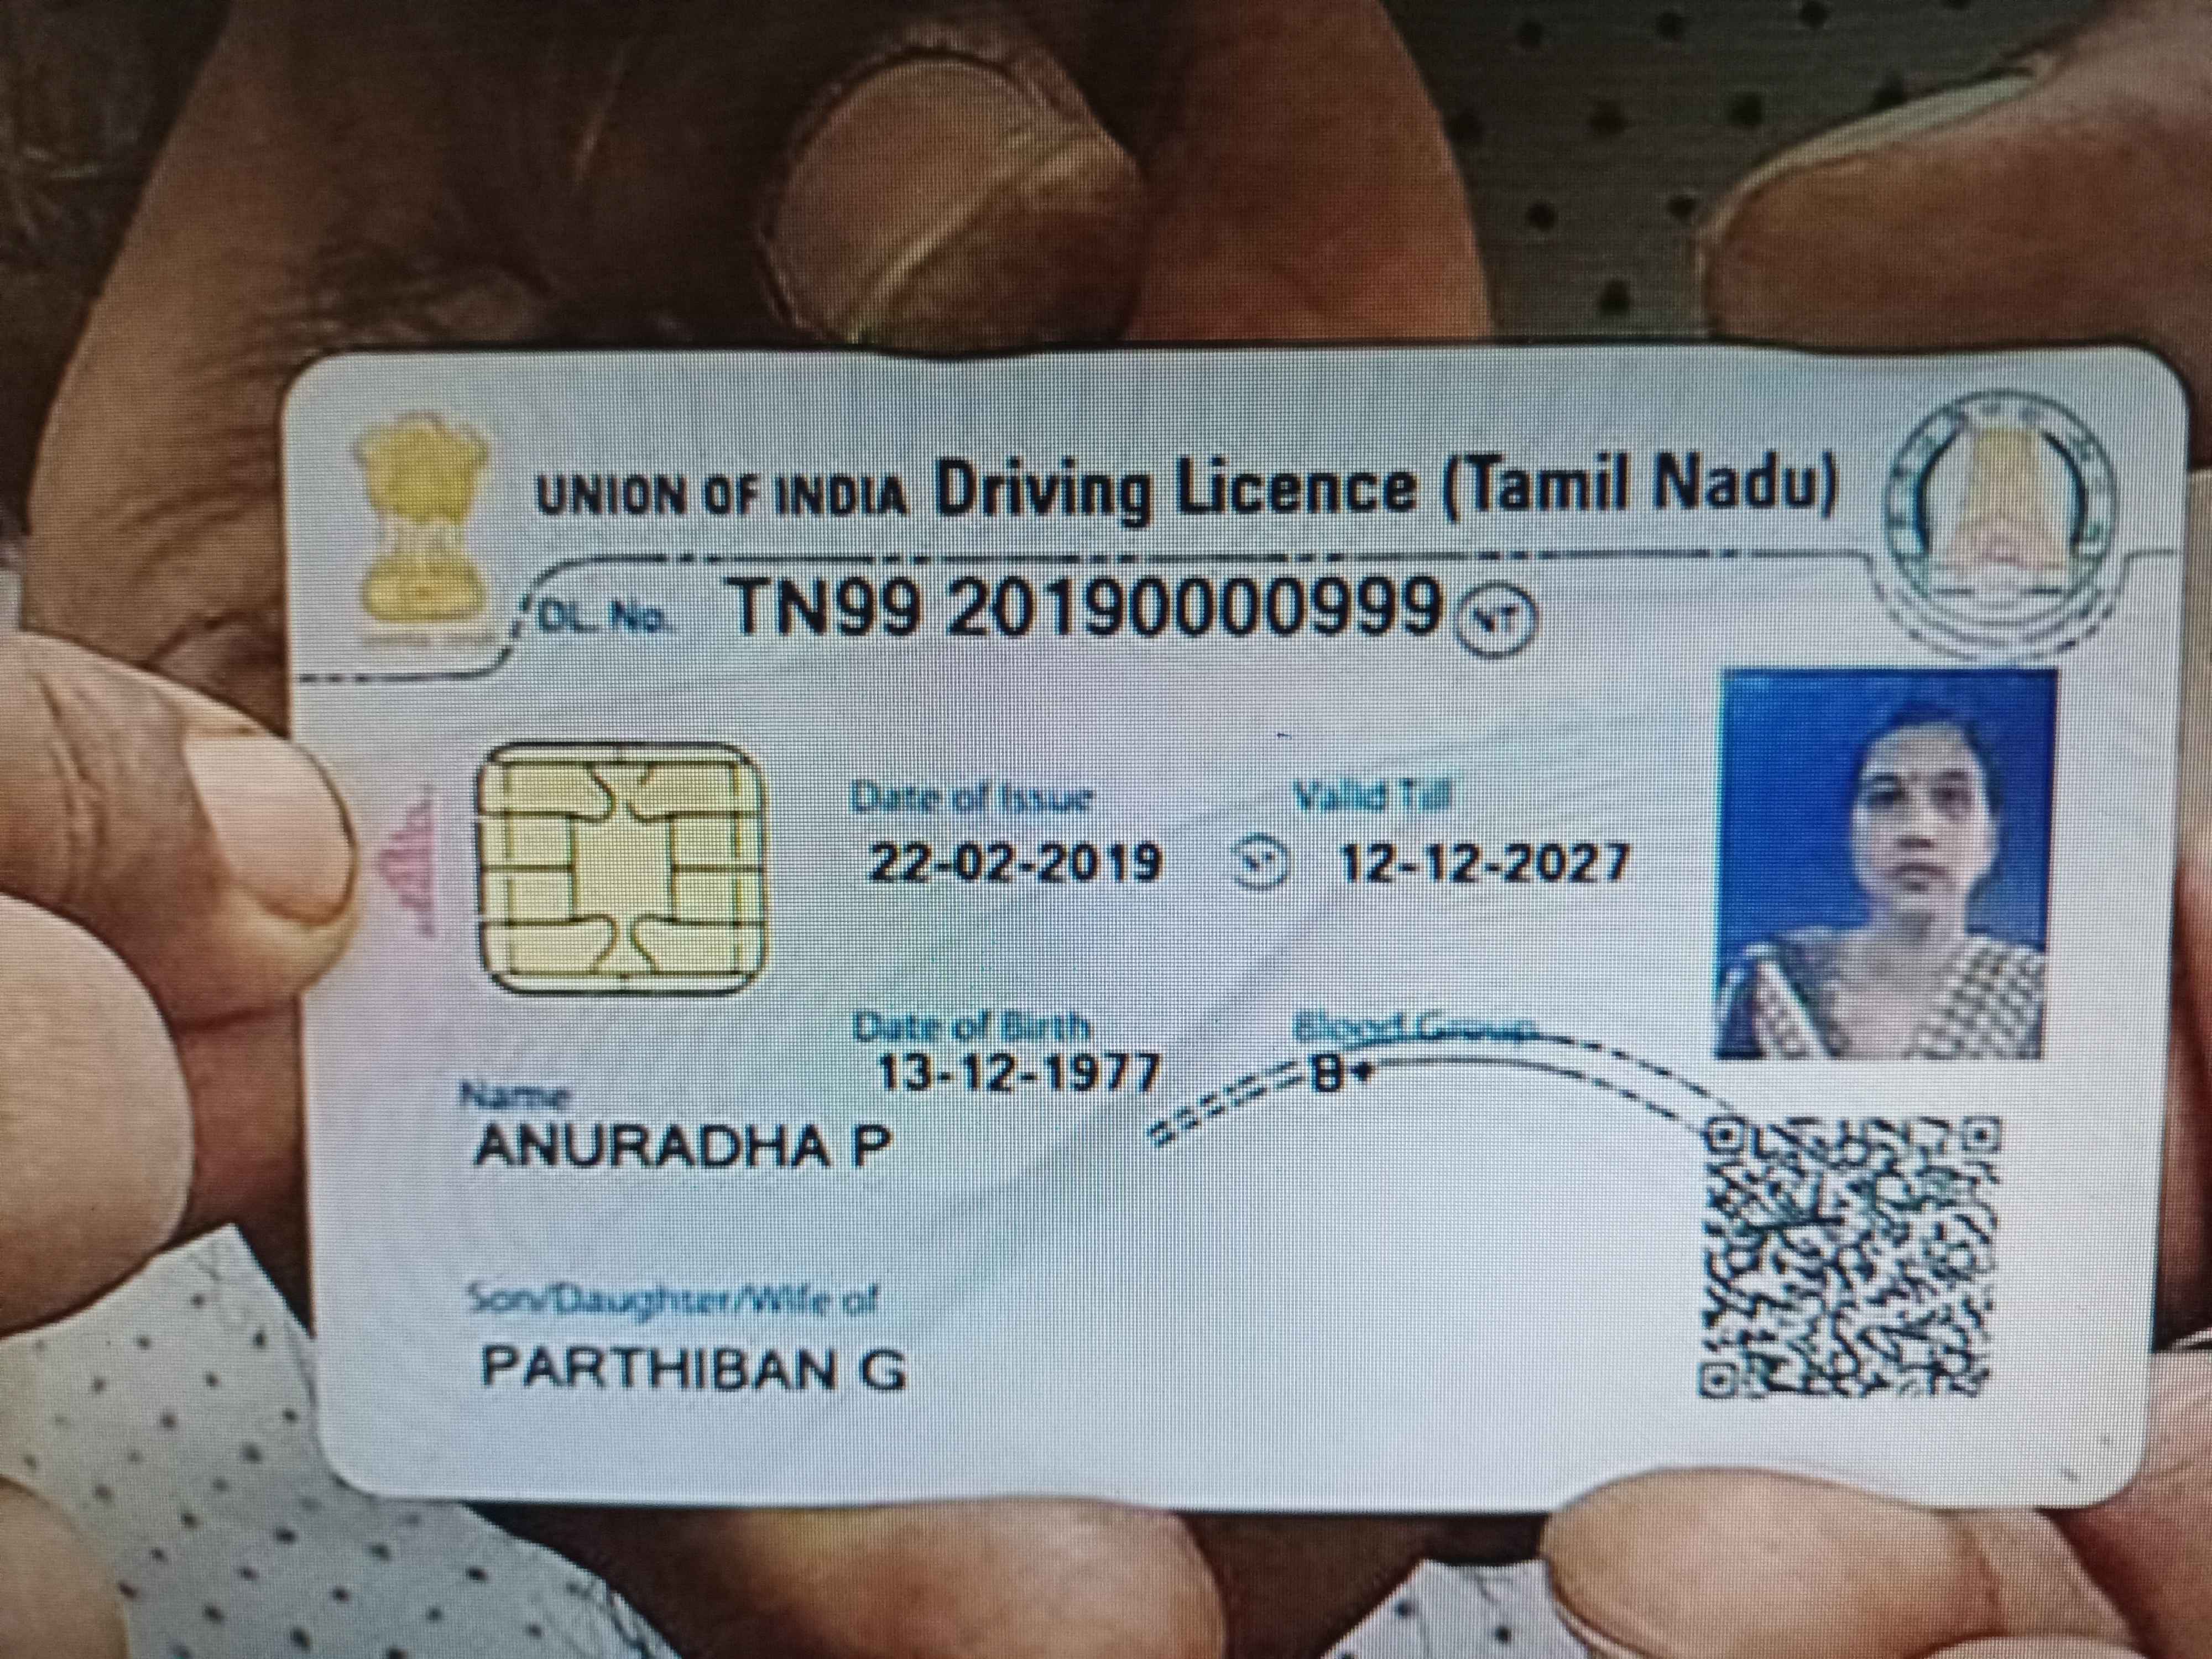 UNION OF INDIA Driving Licence (Tamil Nadu)
DL. No. TN99 20190000999 NT
Date of Issue Valid Till
22-02-2019 NT 12-12-2027
Date of Birth Blood Group
13-12-1977 B+
Name
ANURADHA P
Son/Daughter/Wife of
PARTHIBAN G